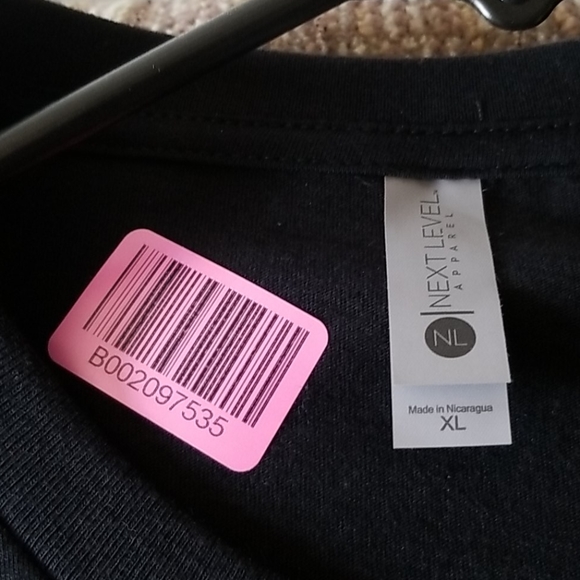 B002097535
NEXT LEVEL
APPAREL
NL
Made in Nicaragua
XL